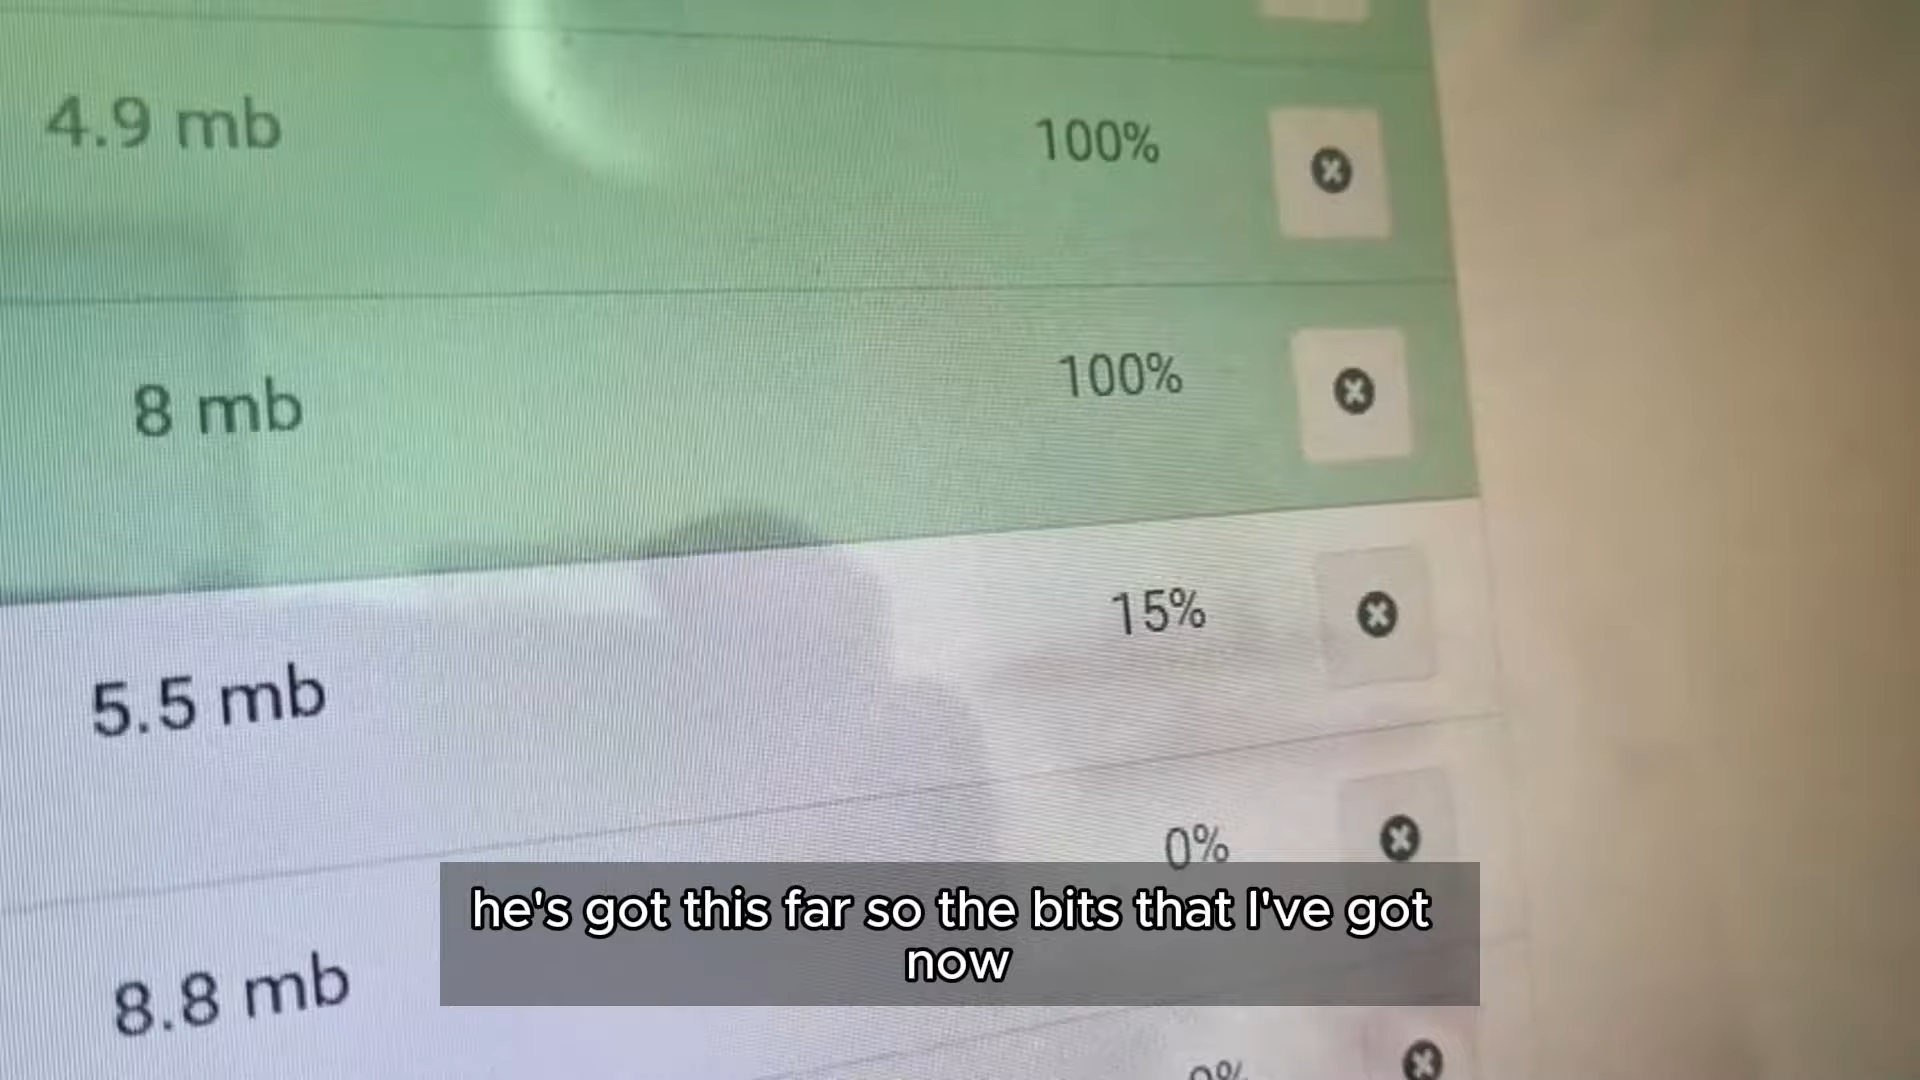 4.9 mb 100%
8 mb 100%
5.5 mb 15%
0%
8.8 mb
he's got this far so the bits that I've got
now